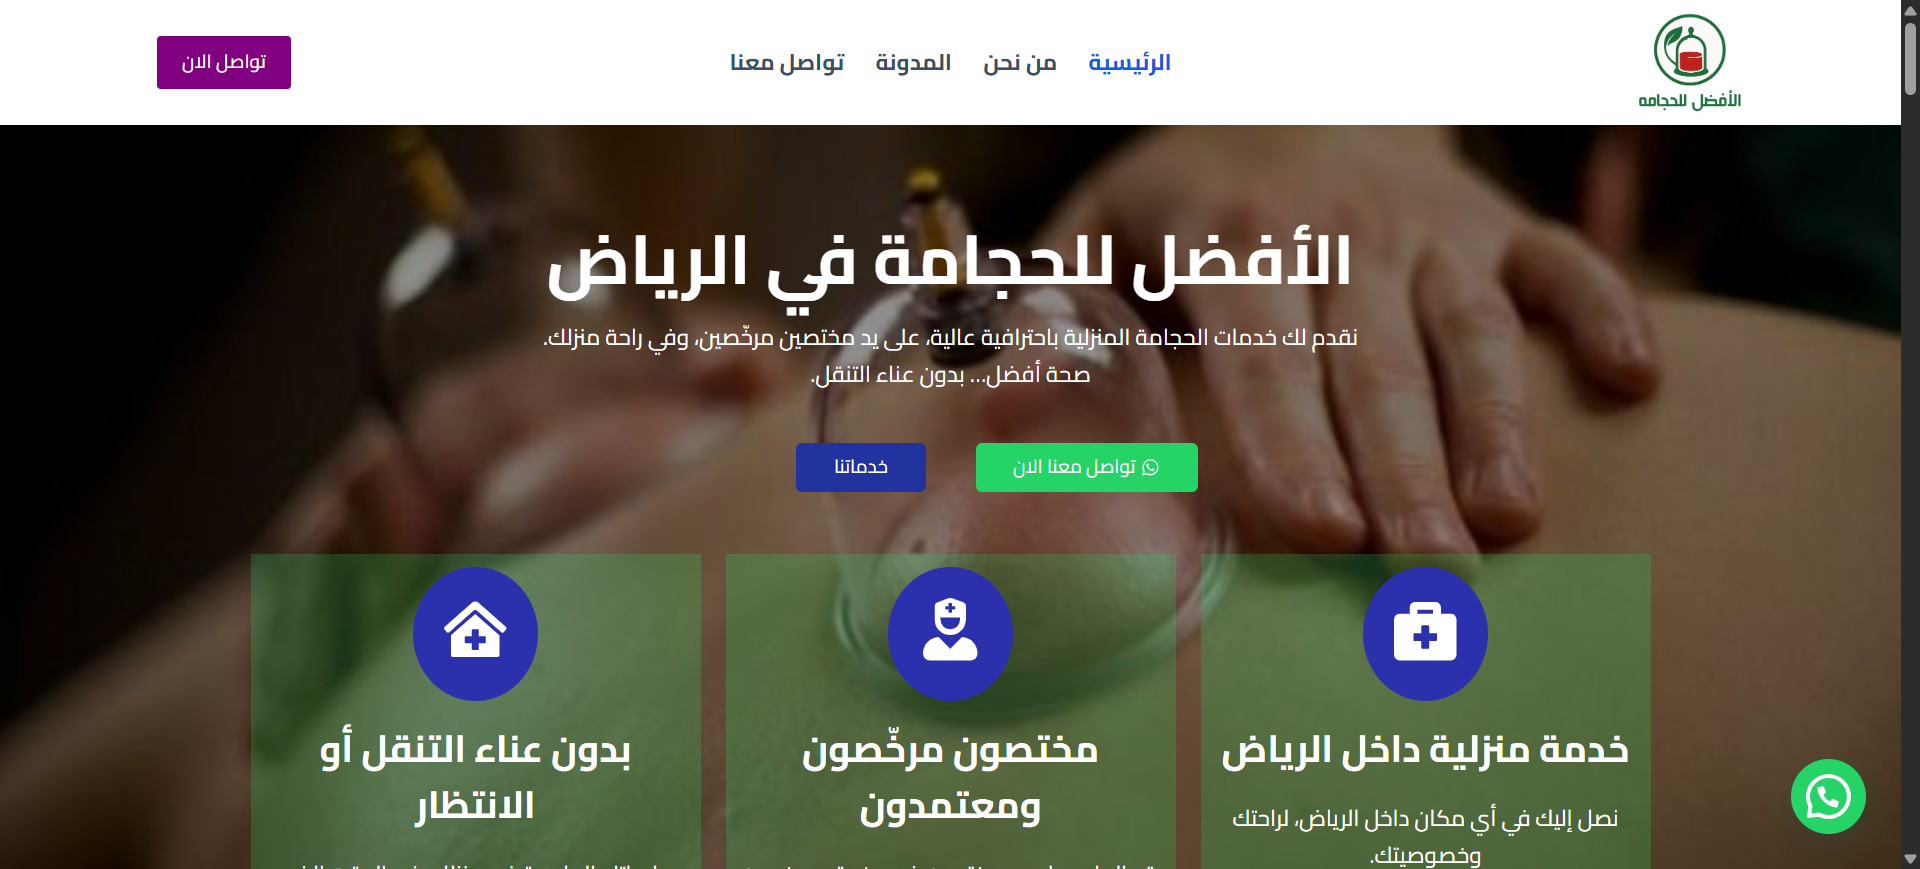 الأفضل للحجامه
الرئيسية
من نحن
المدونة
تواصل معنا
تواصل الان
الأفضل للحجامة في الرياض
نقدم لك خدمات الحجامة المنزلية باحترافية عالية، على يد مختصين مرخّصين، وفي راحة منزلك.
صحة أفضل... بدون عناء التنقل.
تواصل معنا الان
خدماتنا
خدمة منزلية داخل الرياض
نصل إليك في أي مكان داخل الرياض، لراحتك
وخصوصيتك.
مختصون مرخّصون
ومعتمدون
بدون عناء التنقل أو
الانتظار